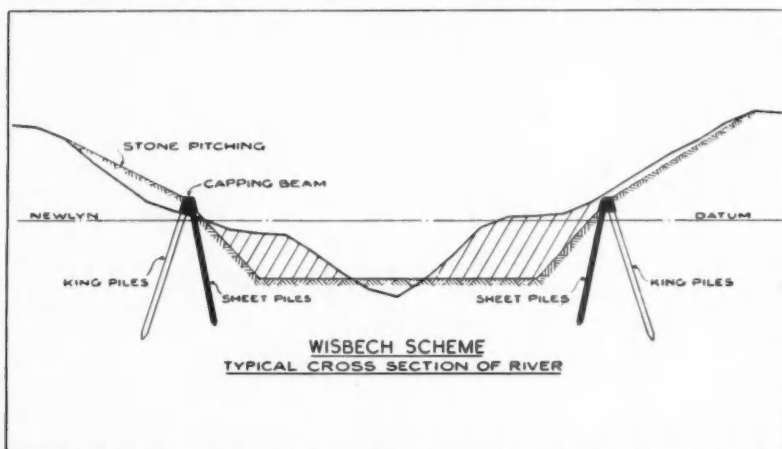 STONE PITCHING
CAPPING BEAM
NEWLYN
DATUM
KING PILES
SHEET PILES
SHEET PILES
KING PILES
WISBECH SCHEME
TYPICAL CROSS SECTION OF RIVER